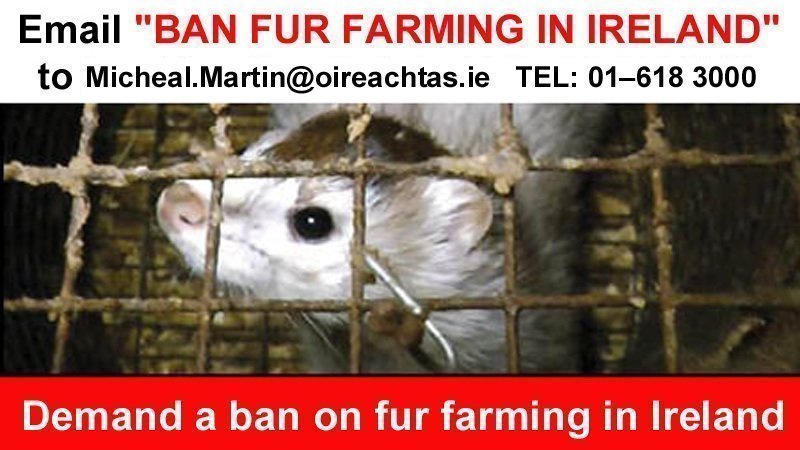 Email "BAN FUR FARMING IN IRELAND"
to Micheal.Martin@oireachtas.ie TEL: 01–618 3000
Demand a ban on fur farming in Ireland